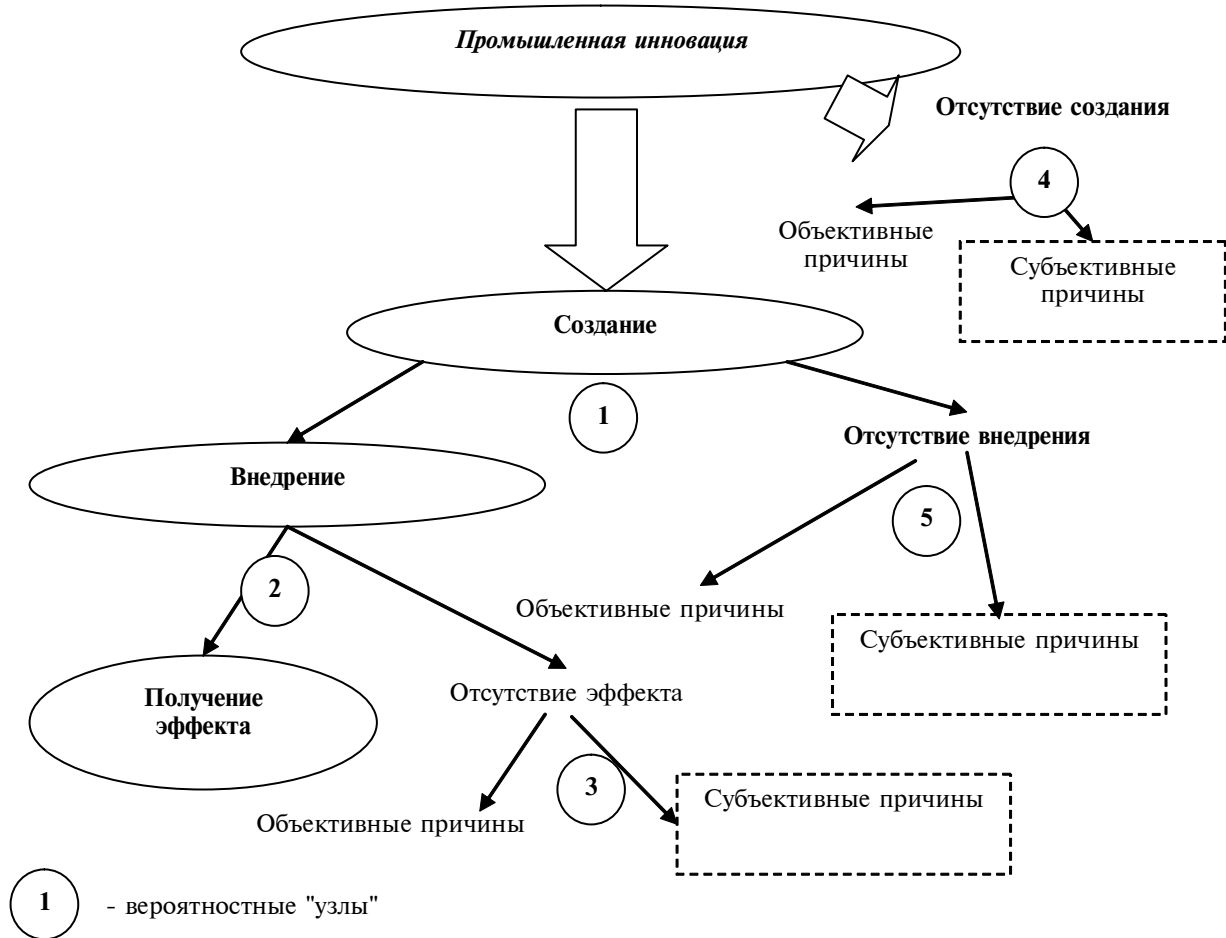 Промышленная инновация
Отсутствие создания
4
Объективные
причины
Субъективные
причины
Создание
1
Отсутствие внедрения
Внедрение
5
2
Объективные причины
Субъективные причины
Получение
эффекта
Отсутствие эффекта
3
Субъективные причины
Объективные причины
1 - вероятностные "узлы"